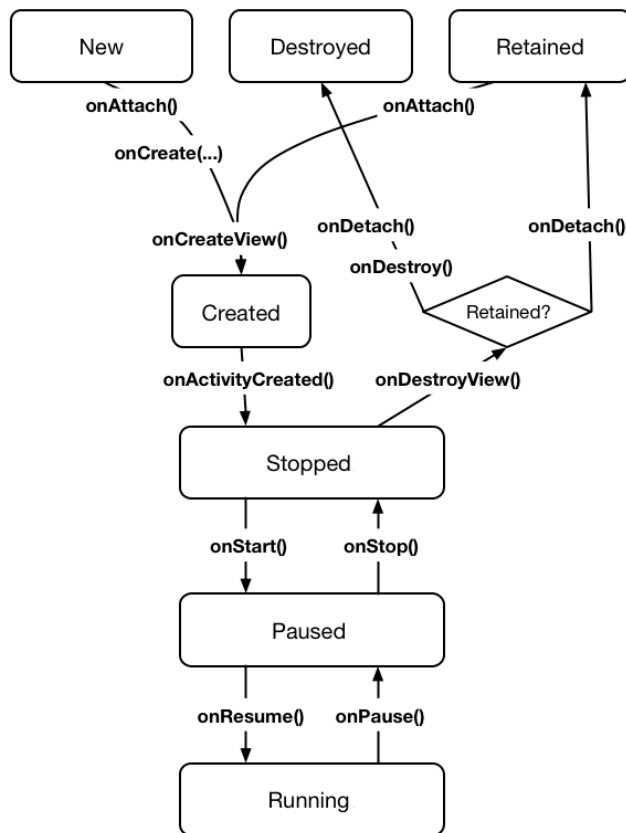 New
Destroyed
Retained
onAttach()
onAttach()
onCreate(...)
onDetach()
onDetach()
onCreateView()
onDestroy()
Created
Retained?
onActivityCreated()
onDestroyView()
Stopped
onStart()
onStop()
Paused
onResume()
onPause()
Running